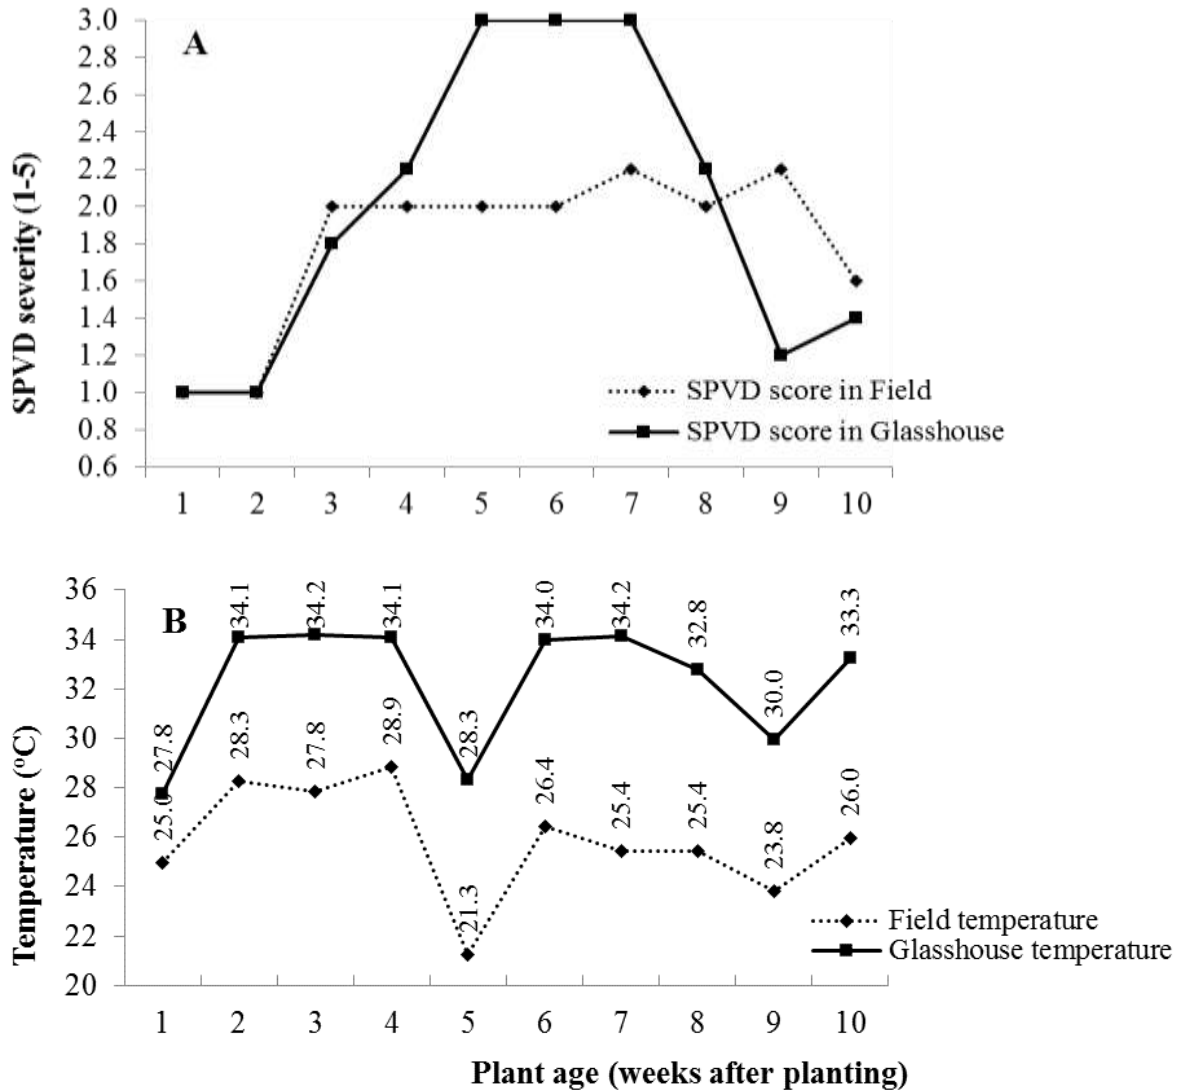 A
SPVD severity (1-5)
3.0
2.8
2.6
2.4
2.2
2.0
1.8
1.6
1.4
1.2
1.0
0.8
0.6
SPVD score in Field
SPVD score in Glasshouse
1 2 3 4 5 6 7 8 9 10
B
Temperature (°C)
36
34
32
30
28
26
24
22
20
27.8 34.1 34.2 34.1 28.3 34.0 34.2 32.8 30.0 33.3
25.0 28.3 27.8 28.9 21.3 26.4 25.4 25.4 23.8 26.0
Field temperature
Glasshouse temperature
1 2 3 4 5 6 7 8 9 10
Plant age (weeks after planting)